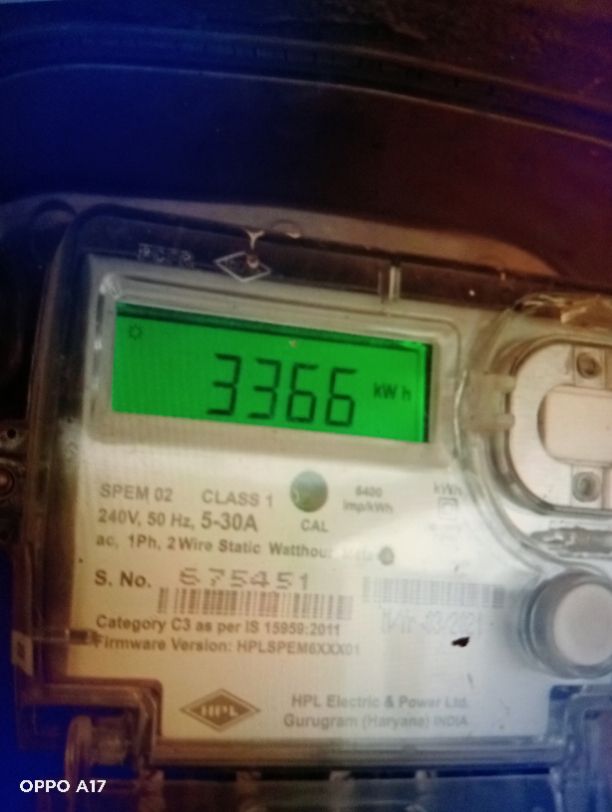 3366 kWh
SPEM 02 CLASS 1
6400 imp/kWh
kWh
240V, 50 Hz, 5-30A
CAL
ac, 1Ph, 2 Wire Static Watthour
S. No. 675451
Category C3 as per IS 15959:2011
Firmware Version: HPLSPEM6XXX01
HPL
HPL Electric & Power Ltd.
Gurugram (Haryana) INDIA
OPPO A17